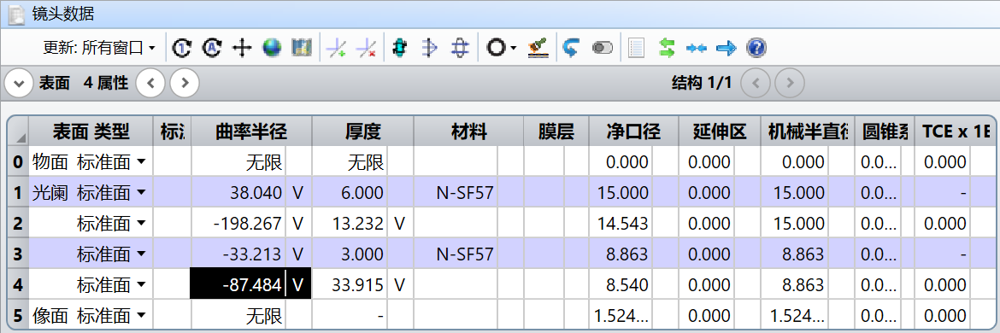 镜头数据
更新: 所有窗口
表面 4 属性 结构 1/1
表面 类型 标注 曲率半径 厚度 材料 膜层 净口径 延伸区 机械半直径 圆锥系 TCE x 1E
0 物面 标准面 无限 无限 0.000 0.000 0.000 0.0... 0.000
1 光阑 标准面 38.040 V 6.000 N-SF57 15.000 0.000 15.000 0.0... -
2 标准面 -198.267 V 13.232 V 14.543 0.000 15.000 0.0... 0.000
3 标准面 -33.213 V 3.000 N-SF57 8.863 0.000 8.863 0.0... -
4 标准面 -87.484 V 33.915 V 8.540 0.000 8.863 0.0... 0.000
5 像面 标准面 无限 - 1.524... 0.000 1.524... 0.0... 0.000